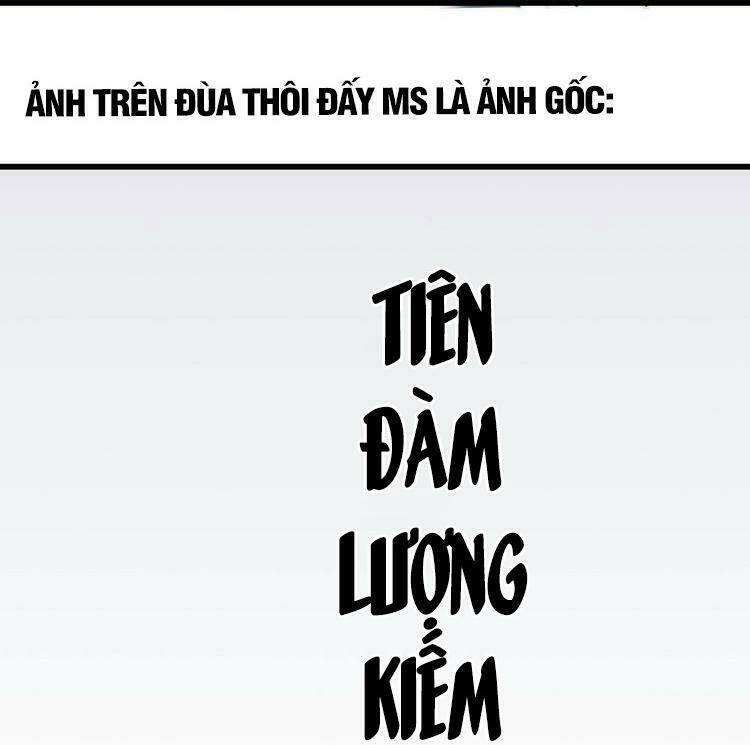 ẢNH TRÊN ĐÙA THÔI ĐẤY MS LÀ ẢNH GỐC:
TIÊN
ĐÀM
LƯỢNG
KIẾM